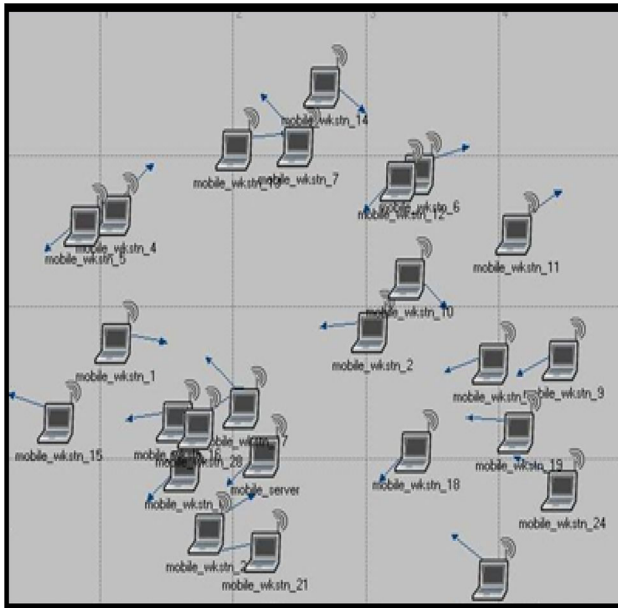 1 2 3 4
mobile_wkstn_14
mobile_wkstn_7
mobile_wkstn_6
mobile_wkstn_12
mobile_wkstn_4
mobile_wkstn_5
mobile_wkstn_11
mobile_wkstn_10
mobile_wkstn_2
mobile_wkstn_1
mobile_wkstn_9
mobile_wkstn_15
mobile_wkstn_17
mobile_wkstn_16
mobile_wkstn_19
mobile_wkstn_18
mobile_server
mobile_wkstn_24
mobile_wkstn_21